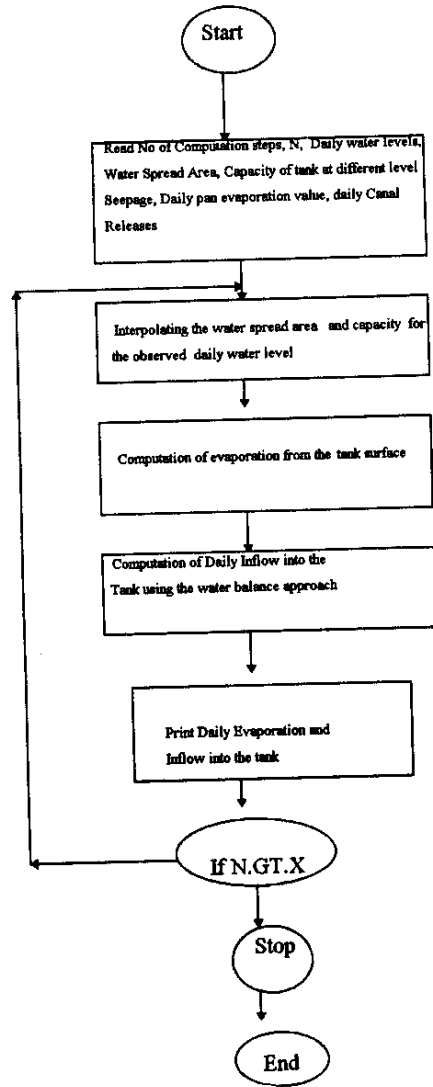 Start
Read No of Computation steps, N, Daily water levels,
Water Spread Area, Capacity of tank at different level
Seepage, Daily pan evaporation value, daily Canal
Releases
Interpolating the water spread area and capacity for
the observed daily water level
Computation of evaporation from the tank surface
Computation of Daily Inflow into the
Tank using the water balance approach
Print Daily Evaporation and
Inflow into the tank
If N.GT.X
Stop
End